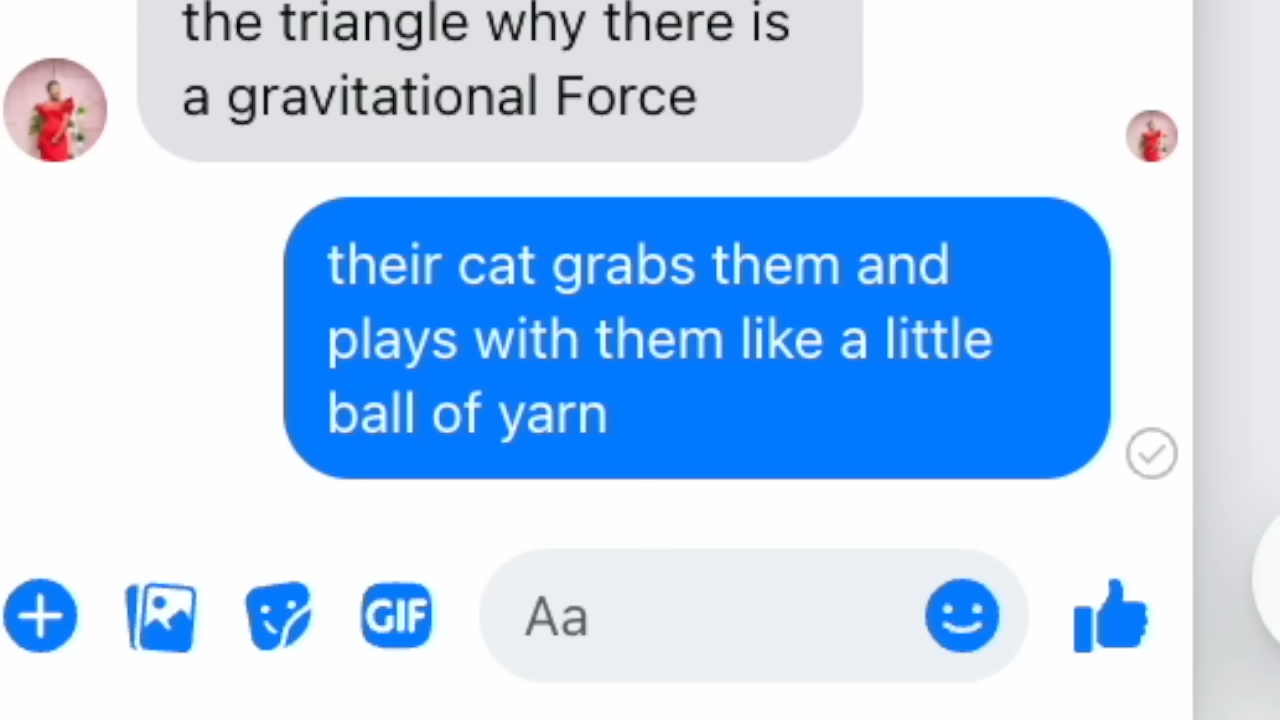 the triangle why there is
a gravitational Force
their cat grabs them and
plays with them like a little
ball of yarn
GIF
Aa